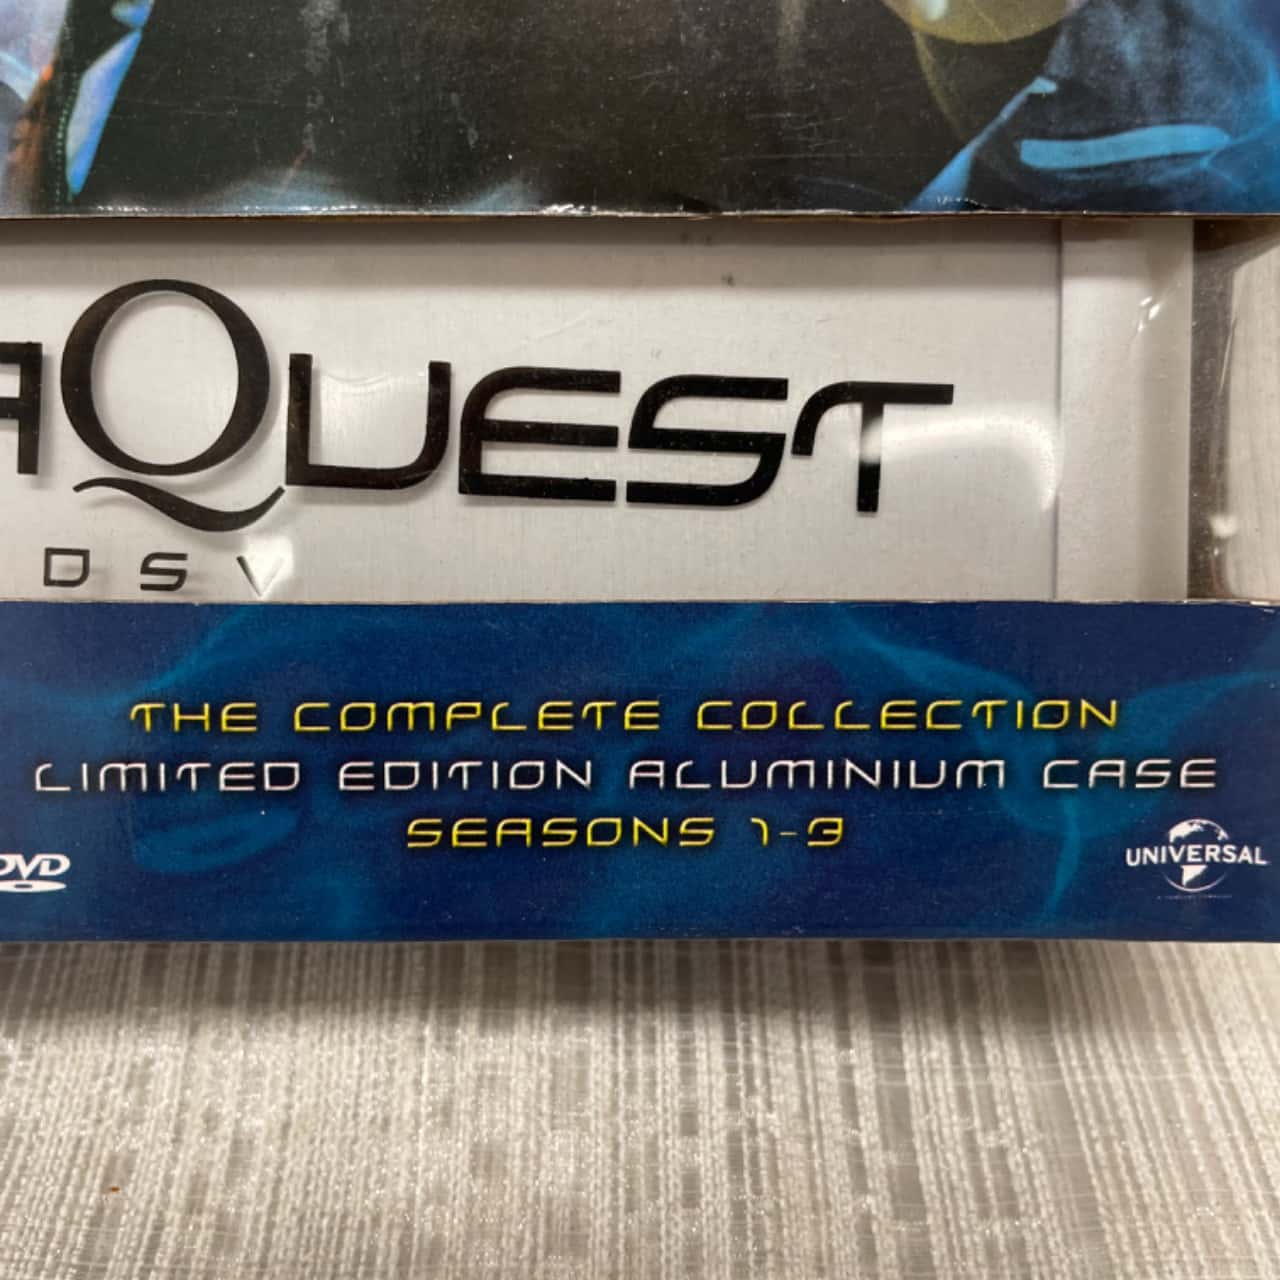 AQUEST
DSV
THE COMPLETE COLLECTION
LIMITED EDITION ALUMINIUM CASE
SEASONS 1-3
DVD
UNIVERSAL